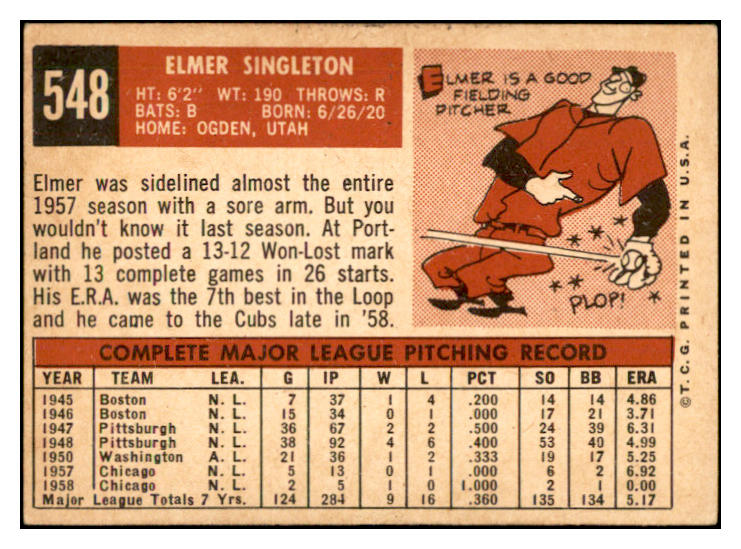 548
ELMER SINGLETON
HT: 6'2" WT: 190 THROWS: R
BATS: B BORN: 6/26/20
HOME: OGDEN, UTAH
ELMER IS A GOOD
FIELDING
PITCHER
PLOP!
Elmer was sidelined almost the entire
1957 season with a sore arm. But you
wouldn't know it last season. At Port-
land he posted a 13-12 Won-Lost mark
with 13 complete games in 26 starts.
His E.R.A. was the 7th best in the Loop
and he came to the Cubs late in '58.
COMPLETE MAJOR LEAGUE PITCHING RECORD
YEAR TEAM LEA. G IP W L PCT SO BB ERA
1945 Boston N. L. 7 37 1 4 .200 14 14 4.86
1946 Boston N. L. 15 34 0 1 .000 17 21 3.71
1947 Pittsburgh N. L. 36 67 2 2 .500 24 39 6.31
1948 Pittsburgh N. L. 38 92 4 6 .400 53 40 4.99
1950 Washington A. L. 21 36 1 2 .333 19 17 5.25
1957 Chicago N. L. 5 13 0 1 .000 6 2 6.92
1958 Chicago N. L. 2 5 1 0 1.000 2 1 0.00
Major League Totals 7 Yrs. 124 284 9 16 .360 135 134 5.17
© T. C. G. PRINTED IN U.S.A.